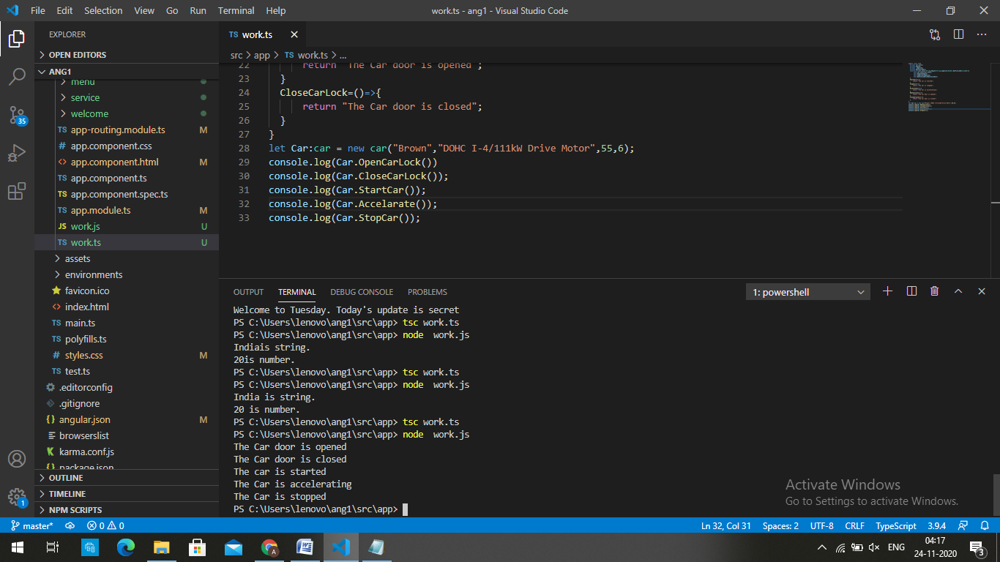 File Edit Selection View Go Run Terminal Help
work.ts - ang1 - Visual Studio Code
EXPLORER
OPEN EDITORS
ANG1
menu
service
welcome
TS app-routing.module.ts M
# app.component.css
<> app.component.html M
TS app.component.ts
TS app.component.spec.ts
TS app.module.ts M
JS work.js U
TS work.ts U
assets
environments
favicon.ico
<> index.html
TS main.ts
TS polyfills.ts
# styles.css M
TS test.ts
.editorconfig
.gitignore
{} angular.json M
browserslist
karma.conf.js
{} package.json
OUTLINE
TIMELINE
NPM SCRIPTS
35
1
TS work.ts
src > app > TS work.ts > ...
22 return "The Car door is opened";
23 }
24 CloseCarLock=()=>{
25 return "The Car door is closed";
26 }
27 }
28 let Car:car = new car("Brown","DOHC I-4/111kW Drive Motor",55,6);
29 console.log(Car.OpenCarLock())
30 console.log(Car.CloseCarLock());
31 console.log(Car.StartCar());
32 console.log(Car.Accelarate());
33 console.log(Car.StopCar());
OUTPUT TERMINAL DEBUG CONSOLE PROBLEMS
1: powershell
Welcome to Tuesday. Today's update is secret
PS C:\Users\lenovo\ang1\src\app> tsc work.ts
PS C:\Users\lenovo\ang1\src\app> node  work.js
Indiais string.
20is number.
PS C:\Users\lenovo\ang1\src\app> tsc work.ts
PS C:\Users\lenovo\ang1\src\app> node  work.js
India is string.
20 is number.
PS C:\Users\lenovo\ang1\src\app> tsc work.ts
PS C:\Users\lenovo\ang1\src\app> node  work.js
The Car door is opened
The Car door is closed
The car is started
The Car is accelerating
The Car is stopped
PS C:\Users\lenovo\ang1\src\app>
Activate Windows
Go to Settings to activate Windows.
master* 0 0
Ln 32, Col 31 Spaces: 2 UTF-8 CRLF TypeScript 3.9.4
ENG
04:17
24-11-2020
3